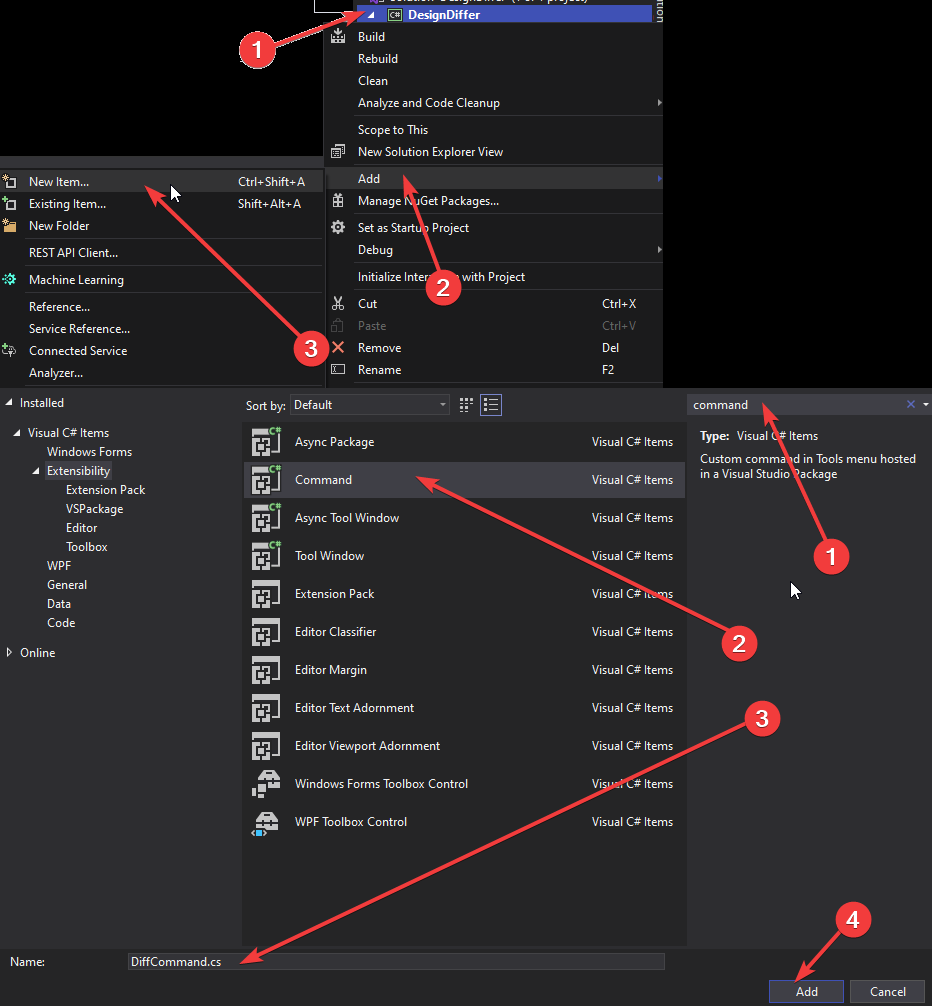 DesignDiffer
1
Build
Rebuild
Clean
Analyze and Code Cleanup
Scope to This
New Solution Explorer View
Add
Manage NuGet Packages...
Set as Startup Project
Debug
2
Initialize Interactive with Project
Cut Ctrl+X
Paste Ctrl+V
Remove Del
Rename F2
New Item... Ctrl+Shift+A
Existing Item... Shift+Alt+A
New Folder
REST API Client...
Machine Learning
Reference...
Service Reference...
3
Connected Service
Analyzer...
Installed
Visual C# Items
Windows Forms
Extensibility
Extension Pack
VSPackage
Editor
Toolbox
WPF
General
Data
Code
Online
Sort by: Default
C# Async Package Visual C# Items
C# Command Visual C# Items
C# Async Tool Window Visual C# Items
C# Tool Window Visual C# Items
Extension Pack Visual C# Items
Editor Classifier Visual C# Items
Editor Margin Visual C# Items
Editor Text Adornment Visual C# Items
Editor Viewport Adornment Visual C# Items
Windows Forms Toolbox Control Visual C# Items
WPF Toolbox Control Visual C# Items
command
Type: Visual C# Items
Custom command in Tools menu hosted
in a Visual Studio Package
1
2
3
4
Name: DiffCommand.cs
Add Cancel